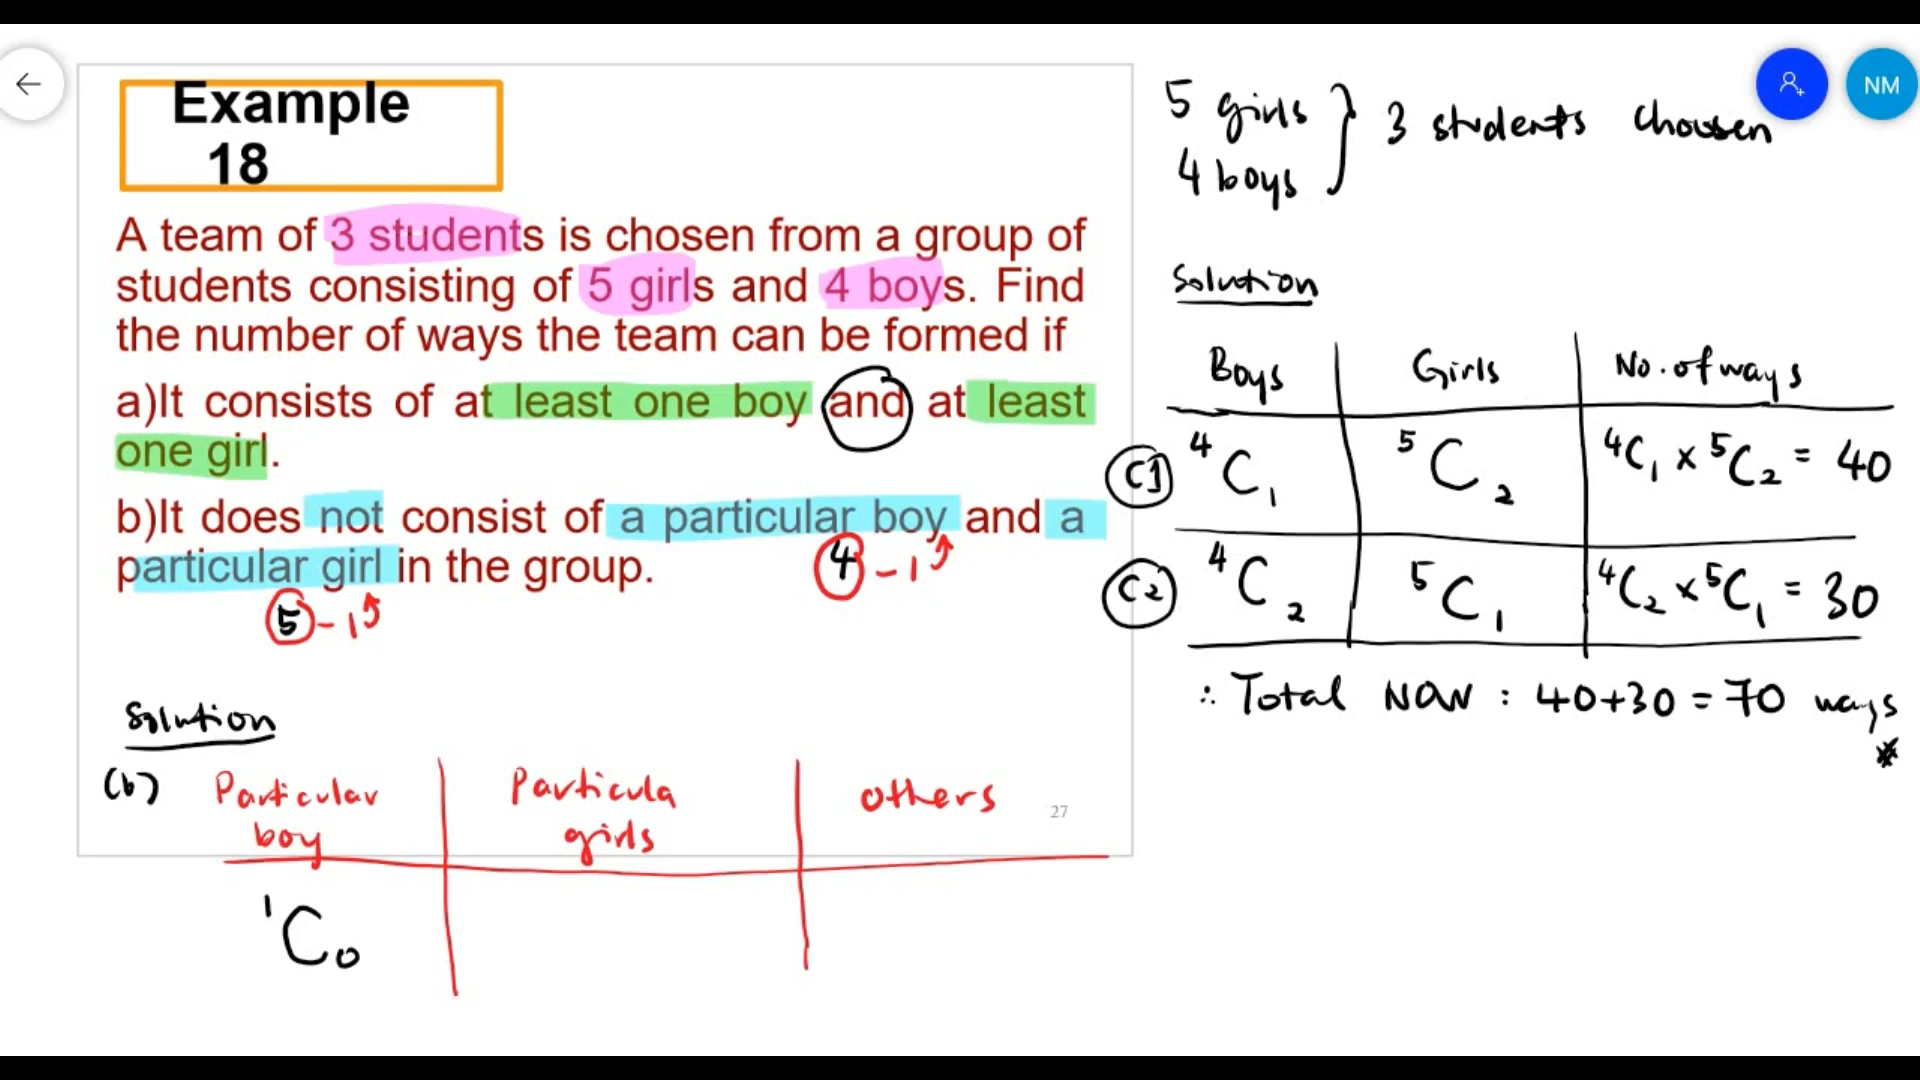 Example
18
A team of 3 students is chosen from a group of
students consisting of 5 girls and 4 boys. Find
the number of ways the team can be formed if
a)It consists of at least one boy and at least
one girl.
b)It does not consist of a particular boy and a
particular girl in the group.
4 - 1
5 - 1
Solution
(b)
Particular boy | Particula girls | others
¹C₀
27
NM
5 girls
4 boys
3 students chousen
Solution
Boys | Girls | No. of ways
C1 ⁴C₁ | ⁵C₂ | ⁴C₁ × ⁵C₂ = 40
C2 ⁴C₂ | ⁵C₁ | ⁴C₂ × ⁵C₁ = 30
∴ Total NOW : 40+30 = 70 ways